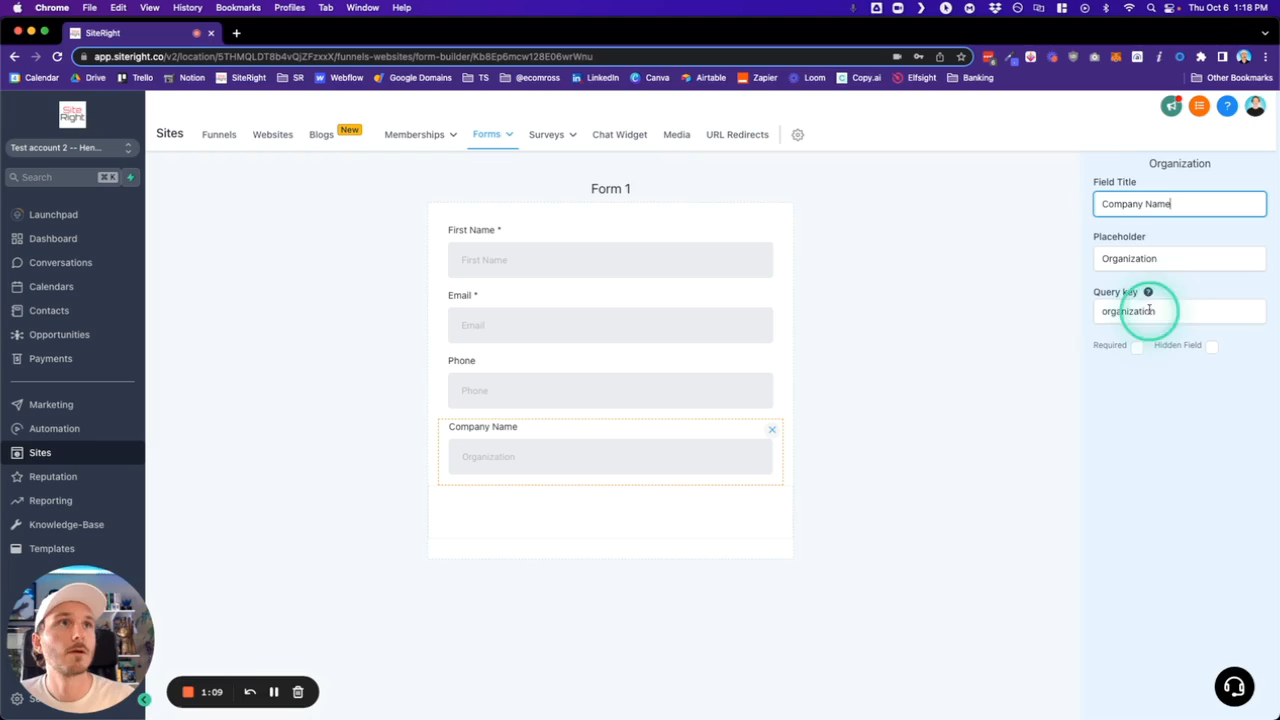 Chrome File Edit View History Bookmarks Profiles Tab Window Help
Thu Oct 6 1:18 PM
SiteRight
app.siteright.co/v2/location/5THMQLDT8b4vQjZFzxxX/funnels-websites/form-builder/Kb8Ep6mcw128E06wrWnu
Calendar Drive Trello Notion SiteRight SR Webflow Google Domains TS @ecomross LinkedIn Canva Airtable Zapier Loom Copy.ai Elfsight Banking Other Bookmarks
Site
Right
Sites Funnels Websites Blogs New Memberships Forms Surveys Chat Widget Media URL Redirects
Test account 2 -- Hen...
Search ⌘ K
Launchpad
Dashboard
Conversations
Calendars
Contacts
Opportunities
Payments
Marketing
Automation
Sites
Reputation
Reporting
Knowledge-Base
Templates
Form 1
First Name *
First Name
Email *
Email
Phone
Phone
Company Name
Organization
Organization
Field Title
Company Name
Placeholder
Organization
Query key
organization
Required Hidden Field
1:09